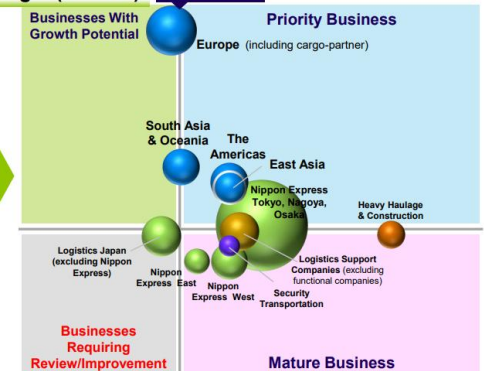 Businesses With
Growth Potential
Priority Business
Europe (including cargo-partner)
South Asia
& Oceania
The
Americas
East Asia
Nippon Express
Tokyo, Nagoya,
Osaka
Heavy Haulage
& Construction
Logistics Japan
(excluding Nippon
Express)
Nippon
Express East
Nippon
Express West
Logistics Support
Companies (excluding
functional companies)
Security
Transportation
Businesses
Requiring
Review/Improvement
Mature Business